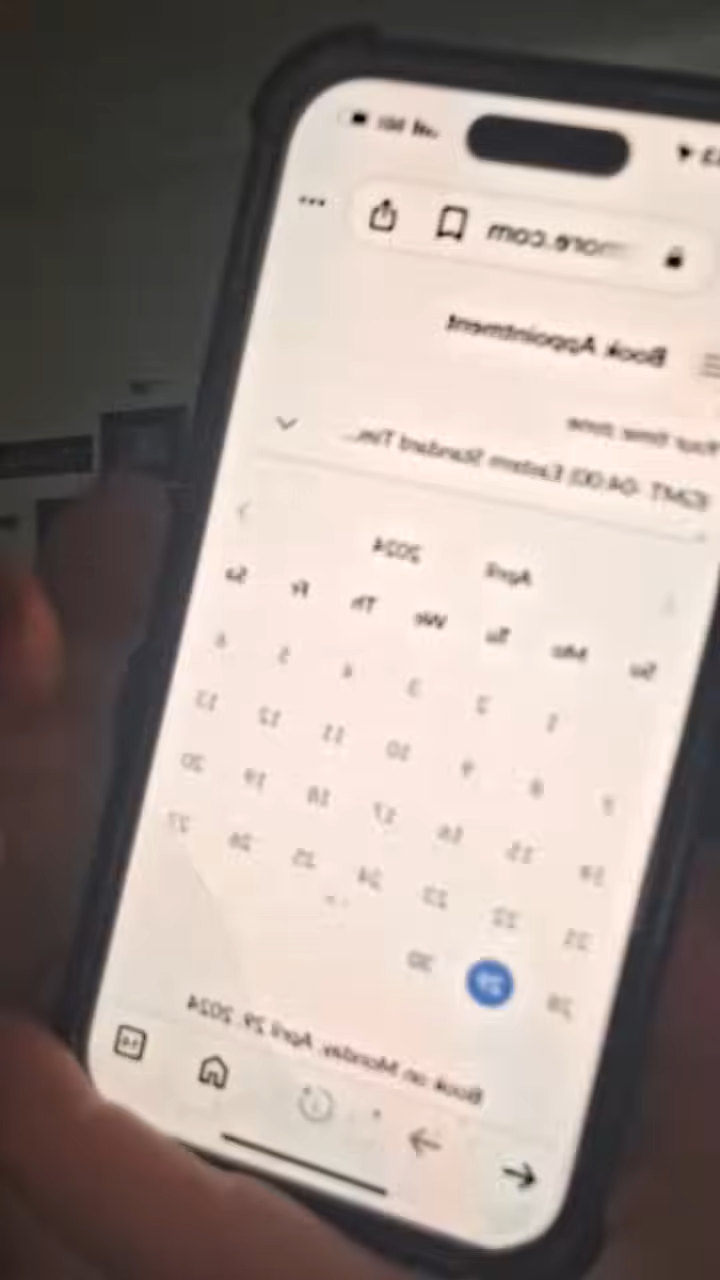 more.com
Book Appointment
Your time zone
(GMT -04:00) Eastern Standard Tim...
April 2024
Su Mo Tu We Th Fr Sa
1 2 3 4 5 6
7 8 9 10 11 12 13
14 15 16 17 18 19 20
21 22 23 24 25 26 27
28 29 30
Book on Monday, April 29, 2024